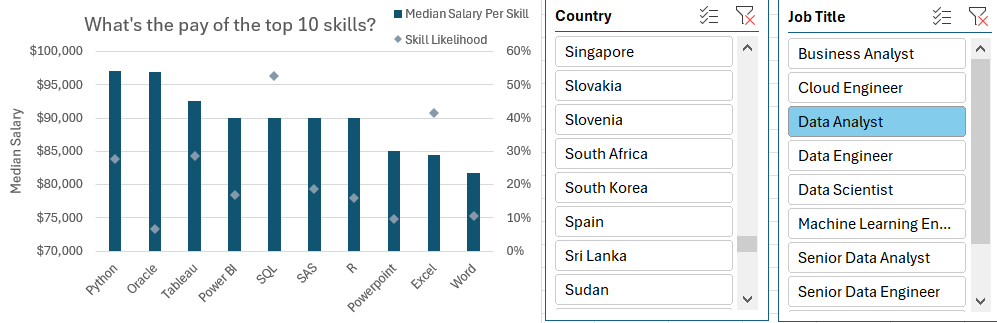 What's the pay of the top 10 skills?
Median Salary Per Skill
Skill Likelihood
Median Salary
$100,000
$95,000
$90,000
$85,000
$80,000
$75,000
$70,000
60%
50%
40%
30%
20%
10%
0%
Python
Oracle
Tableau
Power BI
SQL
SAS
R
Powerpoint
Excel
Word
Country
Singapore
Slovakia
Slovenia
South Africa
South Korea
Spain
Sri Lanka
Sudan
Job Title
Business Analyst
Cloud Engineer
Data Analyst
Data Engineer
Data Scientist
Machine Learning En...
Senior Data Analyst
Senior Data Engineer